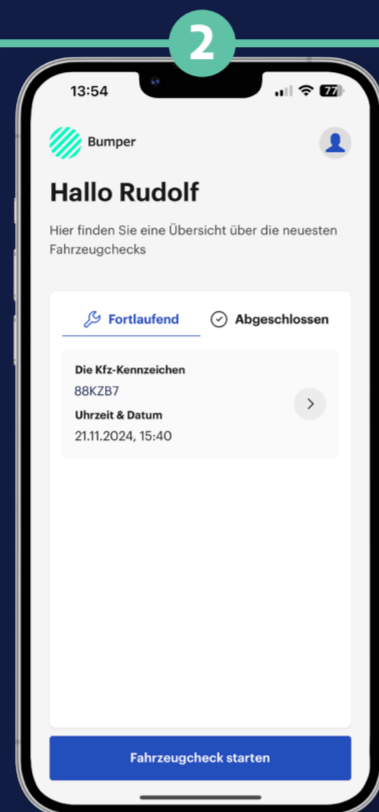 2
13:54
77
Bumper
Hallo Rudolf
Hier finden Sie eine Übersicht über die neuesten
Fahrzeugchecks
Fortlaufend
Abgeschlossen
Die Kfz-Kennzeichen
88KZB7
Uhrzeit & Datum
21.11.2024, 15:40
Fahrzeugcheck starten